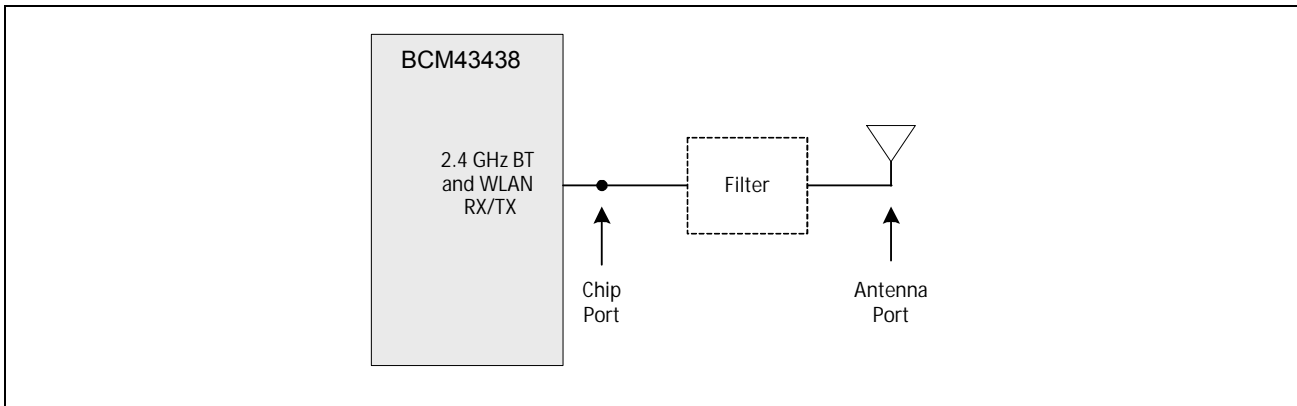 BCM43438
2.4 GHz BT
and WLAN
RX/TX
Filter
Chip
Port
Antenna
Port